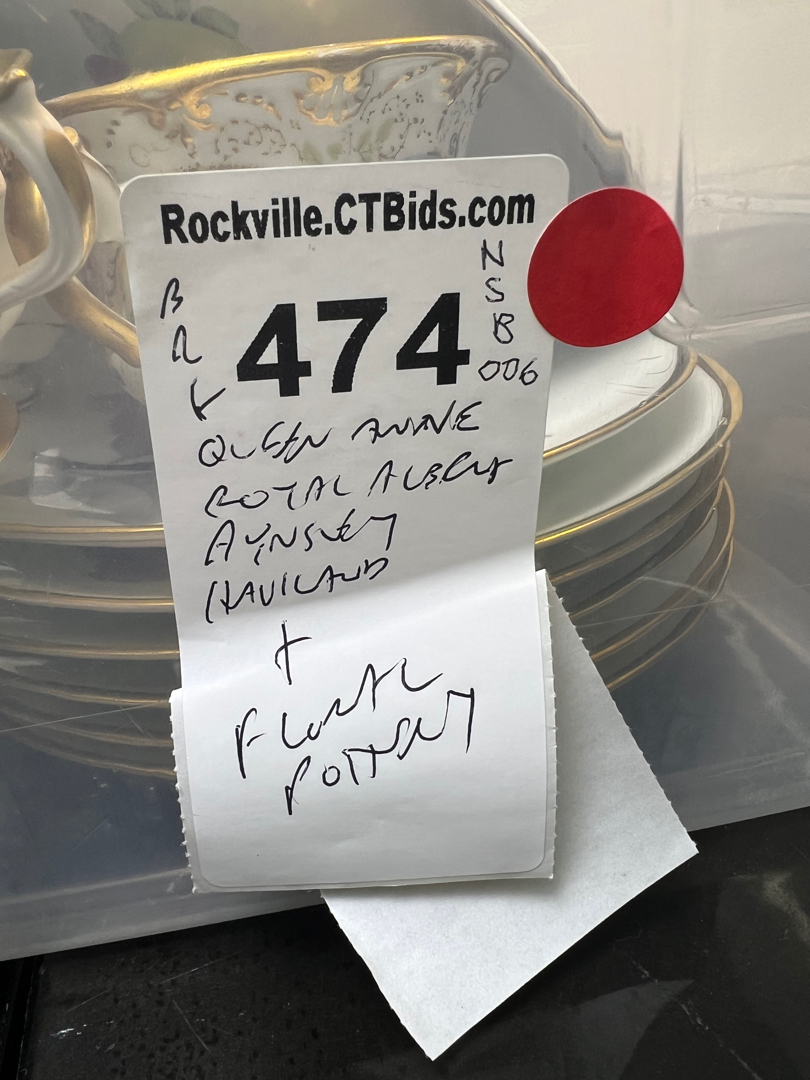 Rockville.CTBids.com
B
R
K
474
N
S
B
006
QUEEN ANNE
ROYAL ALBERT
AYNSLEY
HAVILAND
+
FLORAL
POTTERY